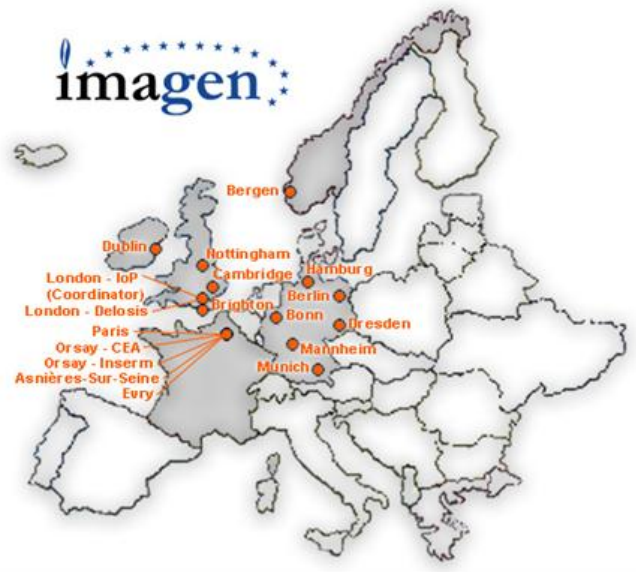 imagen
Bergen
Dublin
Nottingham
London - IoP
(Coordinator)
Cambridge
Hamburg
London - Delosis
Brighton
Berlin
Bonn
Dresden
Paris
Orsay - CEA
Mannheim
Orsay - Inserm
Munich
Asnières-Sur-Seine
Evry